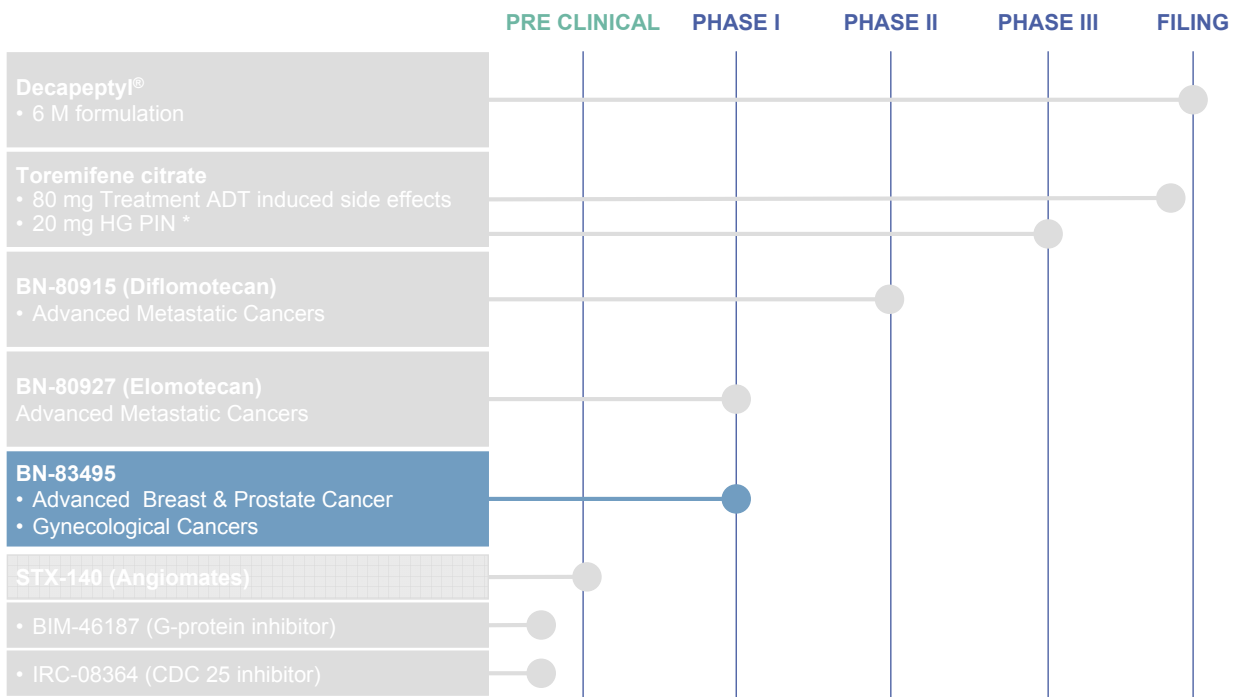 PRE CLINICAL PHASE I PHASE II PHASE III FILING
Decapeptyl®
• 6 M formulation
Toremifene citrate
• 80 mg Treatment ADT induced side effects
• 20 mg HG PIN *
BN-80915 (Diflomotecan)
• Advanced Metastatic Cancers
BN-80927 (Elomotecan)
Advanced Metastatic Cancers
BN-83495
• Advanced Breast & Prostate Cancer
• Gynecological Cancers
STX-140 (Angiomates)
• BIM-46187 (G-protein inhibitor)
• IRC-08364 (CDC 25 inhibitor)